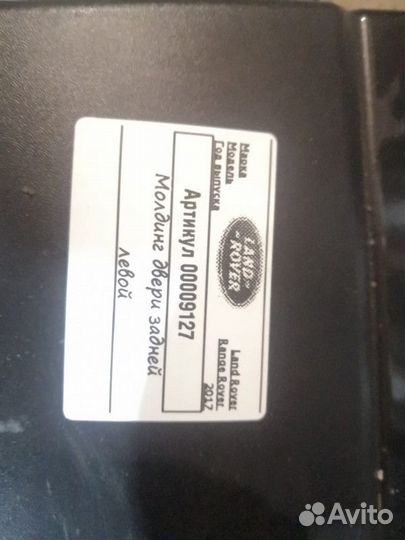 Марка
Модель
Год выпуска
LAND
ROVER
Land Rover
Range Rover
2017
Артикул 00009127
Молдинг двери задней
левой
Avito